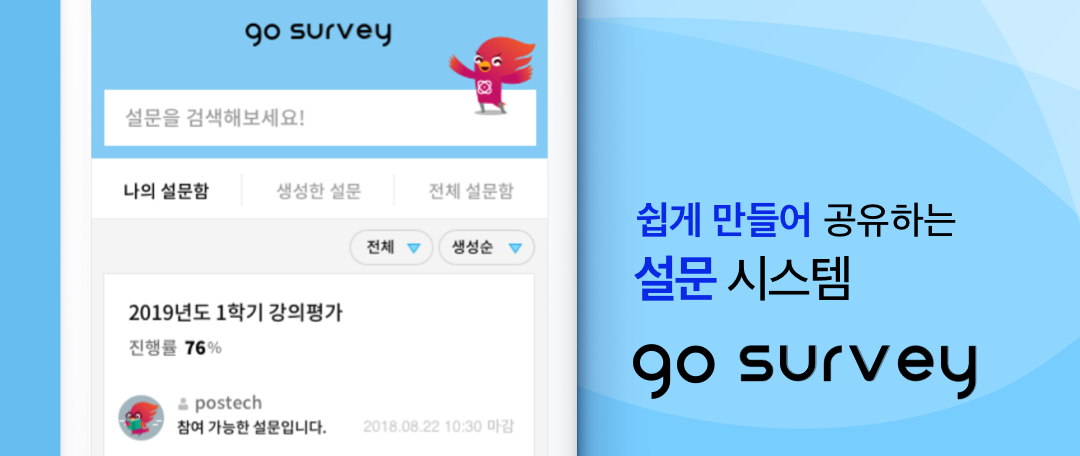 go survey
설문을 검색해보세요!
나의 설문함 생성한 설문 전체 설문함
전체 생성순
2019년도 1학기 강의평가
진행률 76%
postech
참여 가능한 설문입니다. 2018.08.22 10:30 마감
쉽게 만들어 공유하는
설문 시스템
go survey